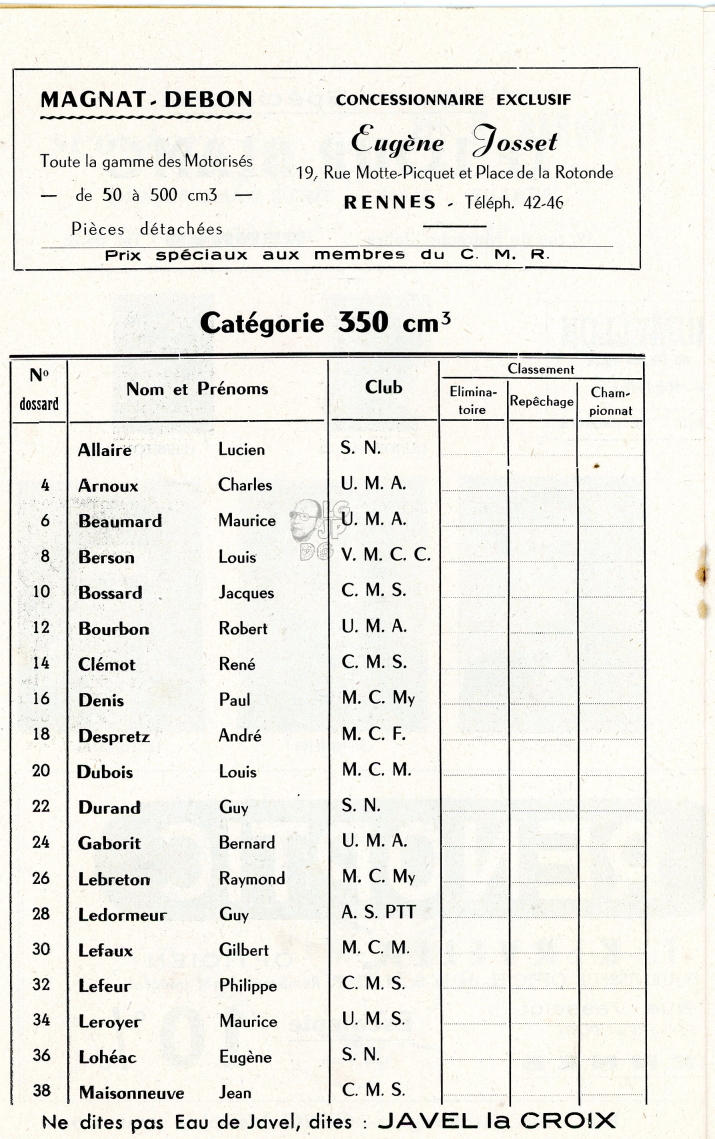 MAGNAT-DEBON
Toute la gamme des Motorisés
— de 50 à 500 cm3 —
Pièces détachées
CONCESSIONNAIRE EXCLUSIF
Eugène Josset
19, Rue Motte-Picquet et Place de la Rotonde
RENNES - Téléph. 42-46
Prix spéciaux aux membres du C. M. R.
Catégorie 350 cm³
Nº dossard Nom et Prénoms Club Classement
Elimina-toire Repêchage Cham-pionnat
Allaire Lucien S. N.
4 Arnoux Charles U. M. A.
6 Beaumard Maurice U. M. A.
8 Berson Louis V. M. C. C.
10 Bossard Jacques C. M. S.
12 Bourbon Robert U. M. A.
14 Clémot René C. M. S.
16 Denis Paul M. C. My
18 Despretz André M. C. F.
20 Dubois Louis M. C. M.
22 Durand Guy S. N.
24 Gaborit Bernard U. M. A.
26 Lebreton Raymond M. C. My
28 Ledormeur Guy A. S. PTT
30 Lefaux Gilbert M. C. M.
32 Lefeur Philippe C. M. S.
34 Leroyer Maurice U. M. S.
36 Lohéac Eugène S. N.
38 Maisonneuve Jean C. M. S.
Ne dites pas Eau de Javel, dites : JAVEL la CROIX